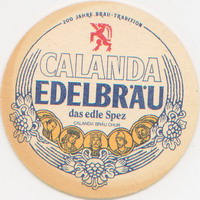 200 JAHRE BRAU-TRADITION
CALANDA
EDELBRÄU
das edle Spez
CALANDA BRÄU CHUR